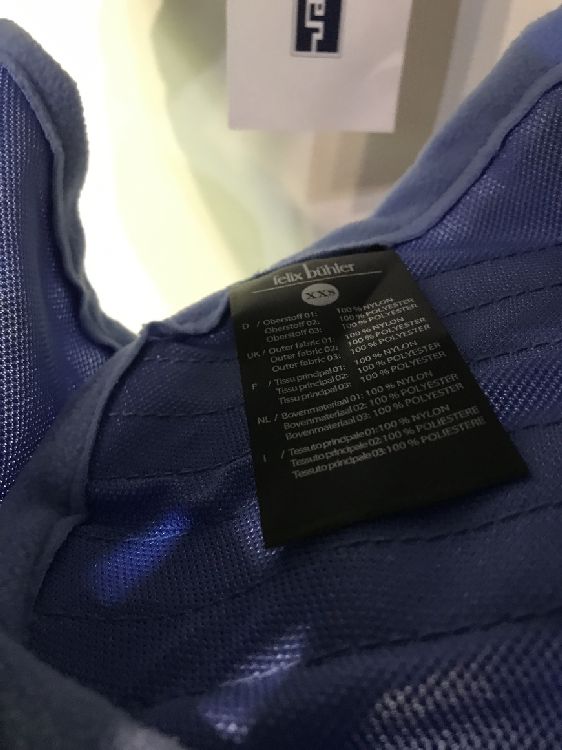 felix bühler
XXS
D / Oberstoff 01: 100 % NYLON
Oberstoff 02: 100 % POLYESTER
Oberstoff 03: 100 % POLYESTER
UK / Outer fabric 01: 100 % NYLON
Outer fabric 02: 100 % POLYESTER
Outer fabric 03: 100 % POLYESTER
F / Tissu principal 01: 100 % NYLON
Tissu principal 02: 100 % POLYESTER
Tissu principal 03: 100 % POLYESTER
NL / Bovenmateriaal 01: 100 % NYLON
Bovenmateriaal 02: 100 % POLYESTER
Bovenmateriaal 03: 100 % POLYESTER
I / Tessuto principale 01: 100 % NYLON
Tessuto principale 02: 100 % POLIESTERE
Tessuto principale 03: 100 % POLIESTERE